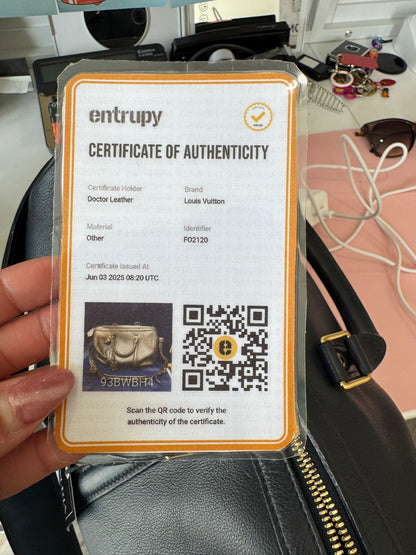 entrupy
CERTIFICATE OF AUTHENTICITY
Certificate Holder
Doctor Leather
Brand
Louis Vuitton
Material
Other
Identifier
FO2120
Certificate Issued At
Jun 03 2025 08:20 UTC
93BWBH4
Scan the QR code to verify the
authenticity of the certificate.